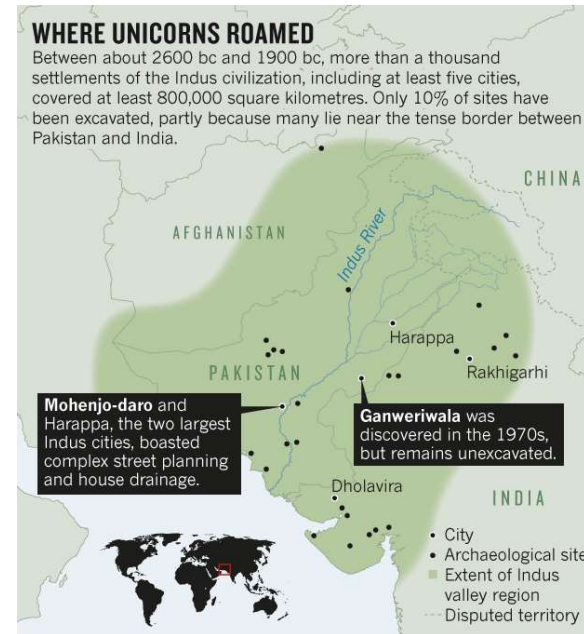 WHERE UNICORNS ROAMED
Between about 2600 bc and 1900 bc, more than a thousand
settlements of the Indus civilization, including at least five cities,
covered at least 800,000 square kilometres. Only 10% of sites have
been excavated, partly because many lie near the tense border between
Pakistan and India.
CHINA
AFGHANISTAN
Indus River
Harappa
Rakhigarhi
PAKISTAN
Mohenjo-daro and
Harappa, the two largest
Indus cities, boasted
complex street planning
and house drainage.
Ganweriwala was
discovered in the 1970s,
but remains unexcavated.
Dholavira
INDIA
City
Archaeological site
Extent of Indus
valley region
Disputed territory